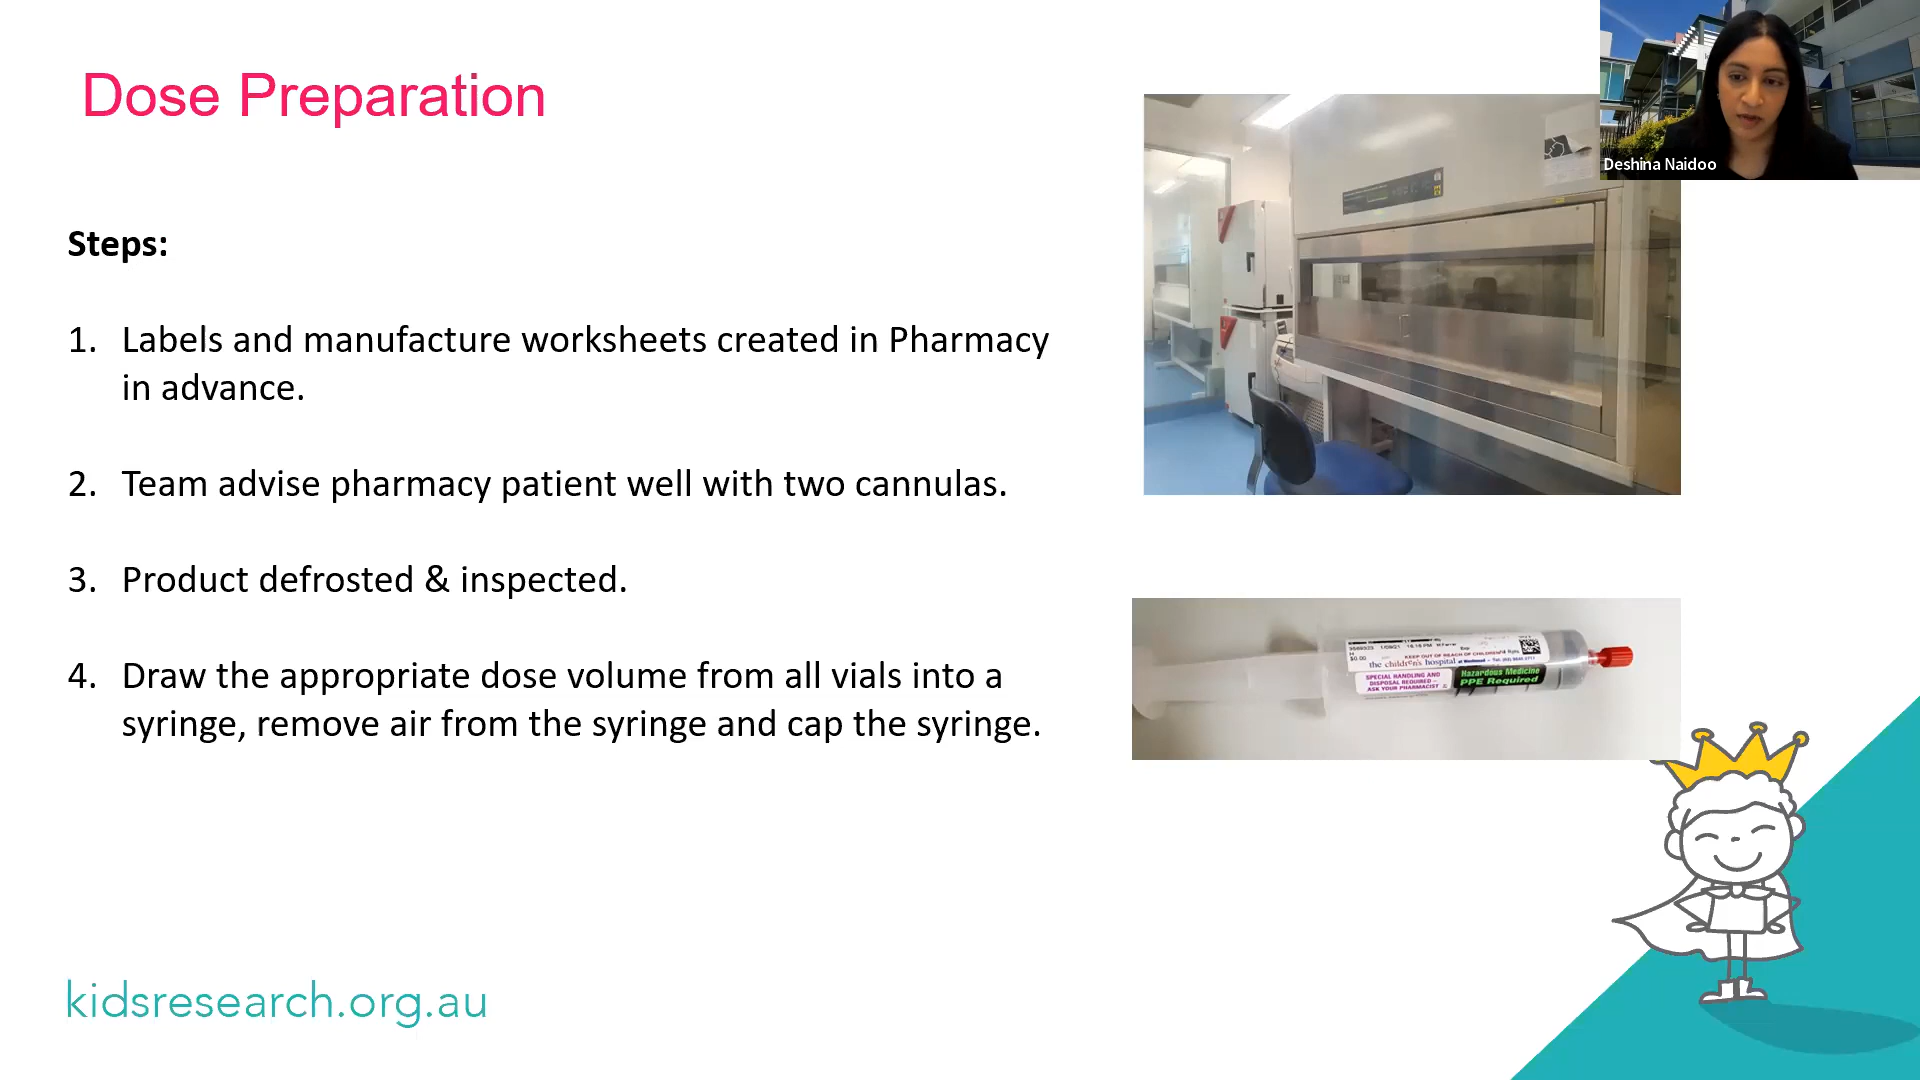 Dose Preparation
Deshina Naidoo
Steps:
1. Labels and manufacture worksheets created in Pharmacy
in advance.
2. Team advise pharmacy patient well with two cannulas.
3. Product defrosted & inspected.
4. Draw the appropriate dose volume from all vials into a
syringe, remove air from the syringe and cap the syringe.
$0.00
KEEP OUT OF REACH OF CHILDREN
the children's hospital at Westmead
SPECIAL HANDLING AND
DISPOSAL REQUIRED –
ASK YOUR PHARMACIST
Hazardous Medicine
PPE Required
kidsresearch.org.au